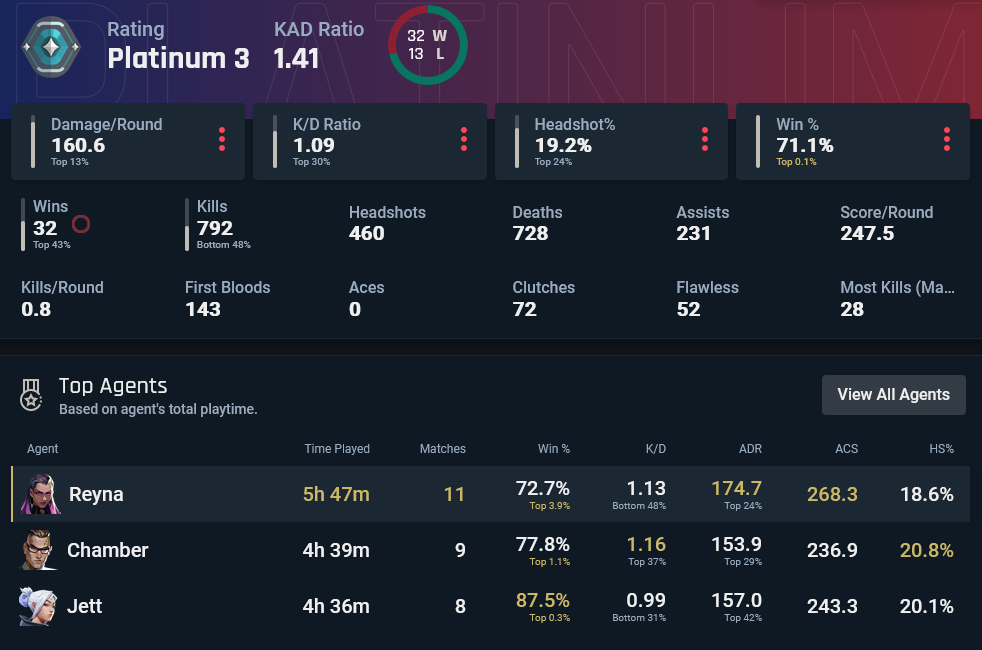 Rating
Platinum 3
KAD Ratio
1.41
32 W
13 L
Damage/Round
160.6
Top 13%
K/D Ratio
1.09
Top 30%
Headshot%
19.2%
Top 24%
Win %
71.1%
Top 0.1%
Wins
32
Top 43%
Kills
792
Bottom 48%
Headshots
460
Deaths
728
Assists
231
Score/Round
247.5
Kills/Round
0.8
First Bloods
143
Aces
0
Clutches
72
Flawless
52
Most Kills (Ma...
28
Top Agents
Based on agent's total playtime.
View All Agents
Agent Time Played Matches Win % K/D ADR ACS HS%
Reyna 5h 47m 11 72.7% 1.13 174.7 268.3 18.6%
Top 3.9% Bottom 48% Top 24%
Chamber 4h 39m 9 77.8% 1.16 153.9 236.9 20.8%
Top 1.1% Top 37% Top 29%
Jett 4h 36m 8 87.5% 0.99 157.0 243.3 20.1%
Top 0.3% Bottom 31% Top 42%